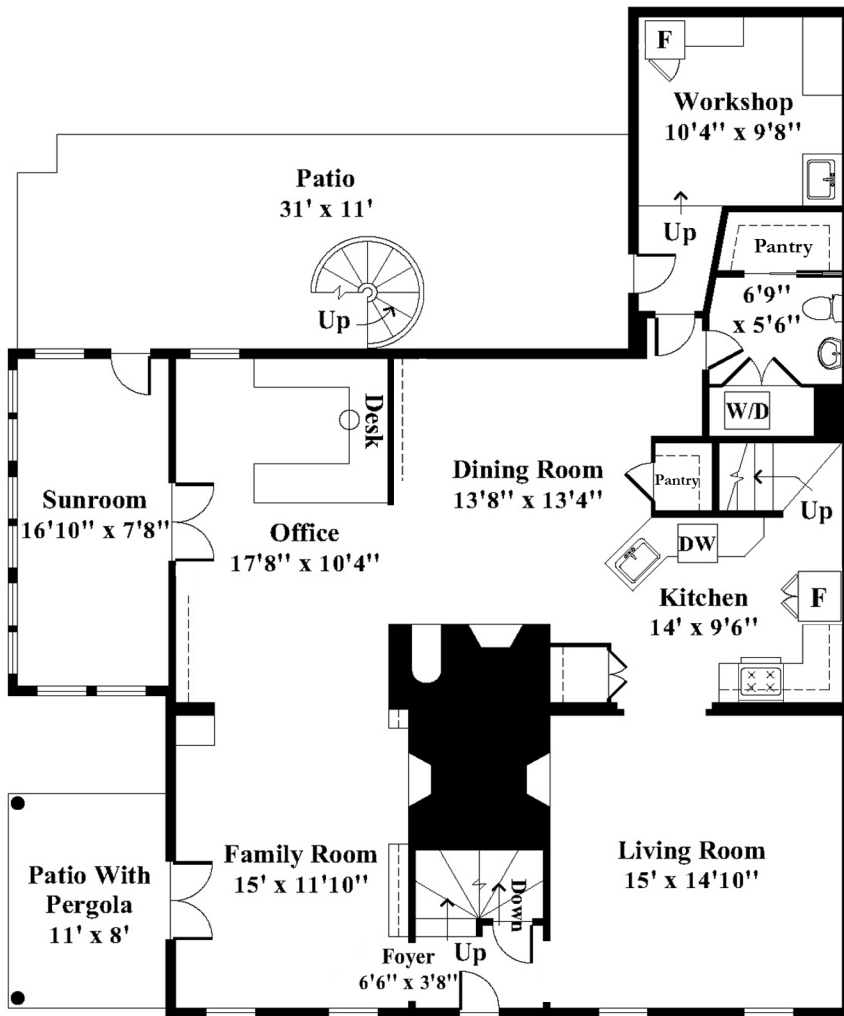 F
Workshop
10'4" x 9'8"
Patio
31' x 11'
Up
Pantry
Up
6'9"
x 5'6"
W/D
Desk
Dining Room
13'8" x 13'4"
Pantry
Up
Sunroom
16'10" x 7'8"
Office
17'8" x 10'4"
DW
Kitchen
14' x 9'6"
F
Family Room
15' x 11'10"
Living Room
15' x 14'10"
Patio With
Pergola
11' x 8'
Down
Up
Foyer
6'6" x 3'8"